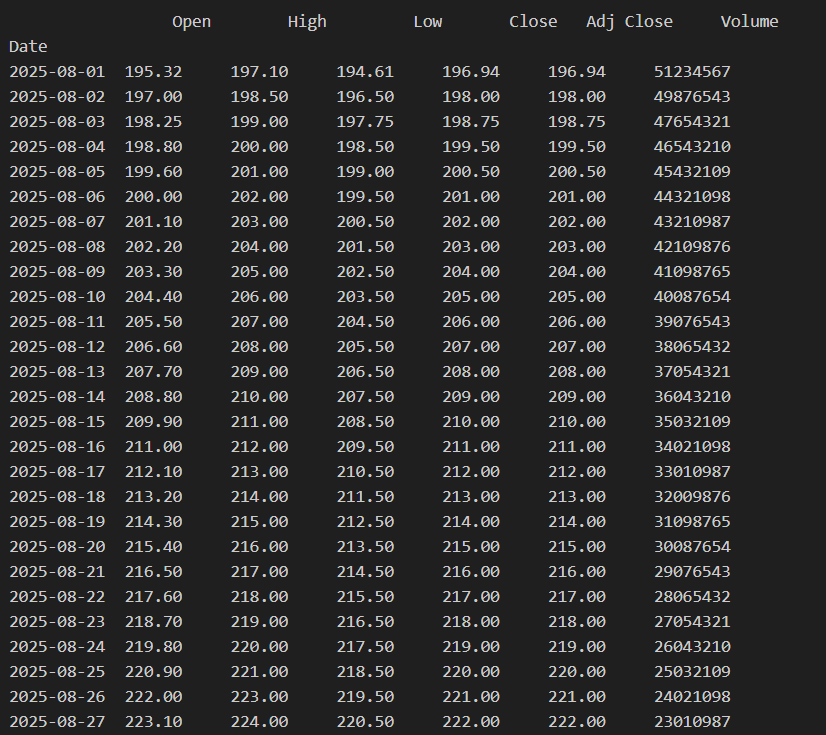 Open High Low Close Adj Close Volume
Date
2025-08-01 195.32 197.10 194.61 196.94 196.94 51234567
2025-08-02 197.00 198.50 196.50 198.00 198.00 49876543
2025-08-03 198.25 199.00 197.75 198.75 198.75 47654321
2025-08-04 198.80 200.00 198.50 199.50 199.50 46543210
2025-08-05 199.60 201.00 199.00 200.50 200.50 45432109
2025-08-06 200.00 202.00 199.50 201.00 201.00 44321098
2025-08-07 201.10 203.00 200.50 202.00 202.00 43210987
2025-08-08 202.20 204.00 201.50 203.00 203.00 42109876
2025-08-09 203.30 205.00 202.50 204.00 204.00 41098765
2025-08-10 204.40 206.00 203.50 205.00 205.00 40087654
2025-08-11 205.50 207.00 204.50 206.00 206.00 39076543
2025-08-12 206.60 208.00 205.50 207.00 207.00 38065432
2025-08-13 207.70 209.00 206.50 208.00 208.00 37054321
2025-08-14 208.80 210.00 207.50 209.00 209.00 36043210
2025-08-15 209.90 211.00 208.50 210.00 210.00 35032109
2025-08-16 211.00 212.00 209.50 211.00 211.00 34021098
2025-08-17 212.10 213.00 210.50 212.00 212.00 33010987
2025-08-18 213.20 214.00 211.50 213.00 213.00 32009876
2025-08-19 214.30 215.00 212.50 214.00 214.00 31098765
2025-08-20 215.40 216.00 213.50 215.00 215.00 30087654
2025-08-21 216.50 217.00 214.50 216.00 216.00 29076543
2025-08-22 217.60 218.00 215.50 217.00 217.00 28065432
2025-08-23 218.70 219.00 216.50 218.00 218.00 27054321
2025-08-24 219.80 220.00 217.50 219.00 219.00 26043210
2025-08-25 220.90 221.00 218.50 220.00 220.00 25032109
2025-08-26 222.00 223.00 219.50 221.00 221.00 24021098
2025-08-27 223.10 224.00 220.50 222.00 222.00 23010987